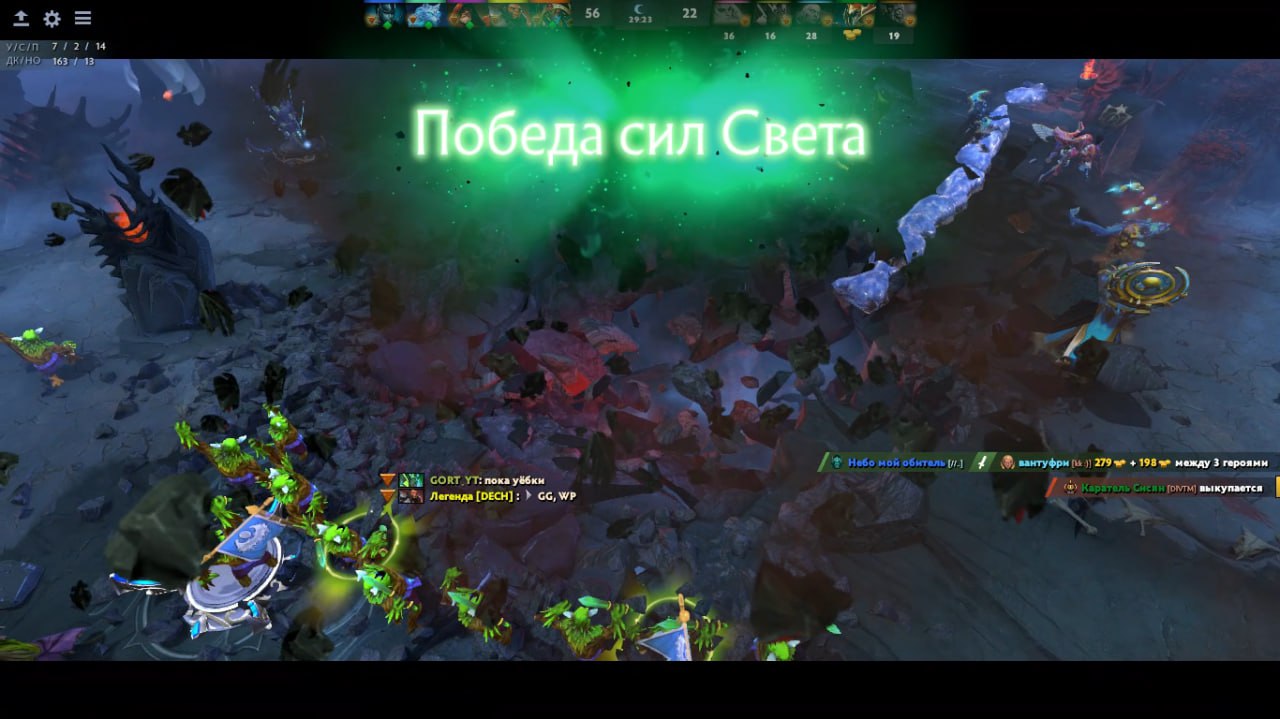 56 29:23 22
36 16 28 19
У/С/П 7 / 2 / 14
ДК/НО 163 / 13
Победа сил Света
Небо мой обитель [//.] вантуфри [kk:)] 279 + 198 между 3 героями
Каратель Сисян [DIVTM] выкупается
GORT_YT: пока уёбки
Легенда [DECH] : GG, WP